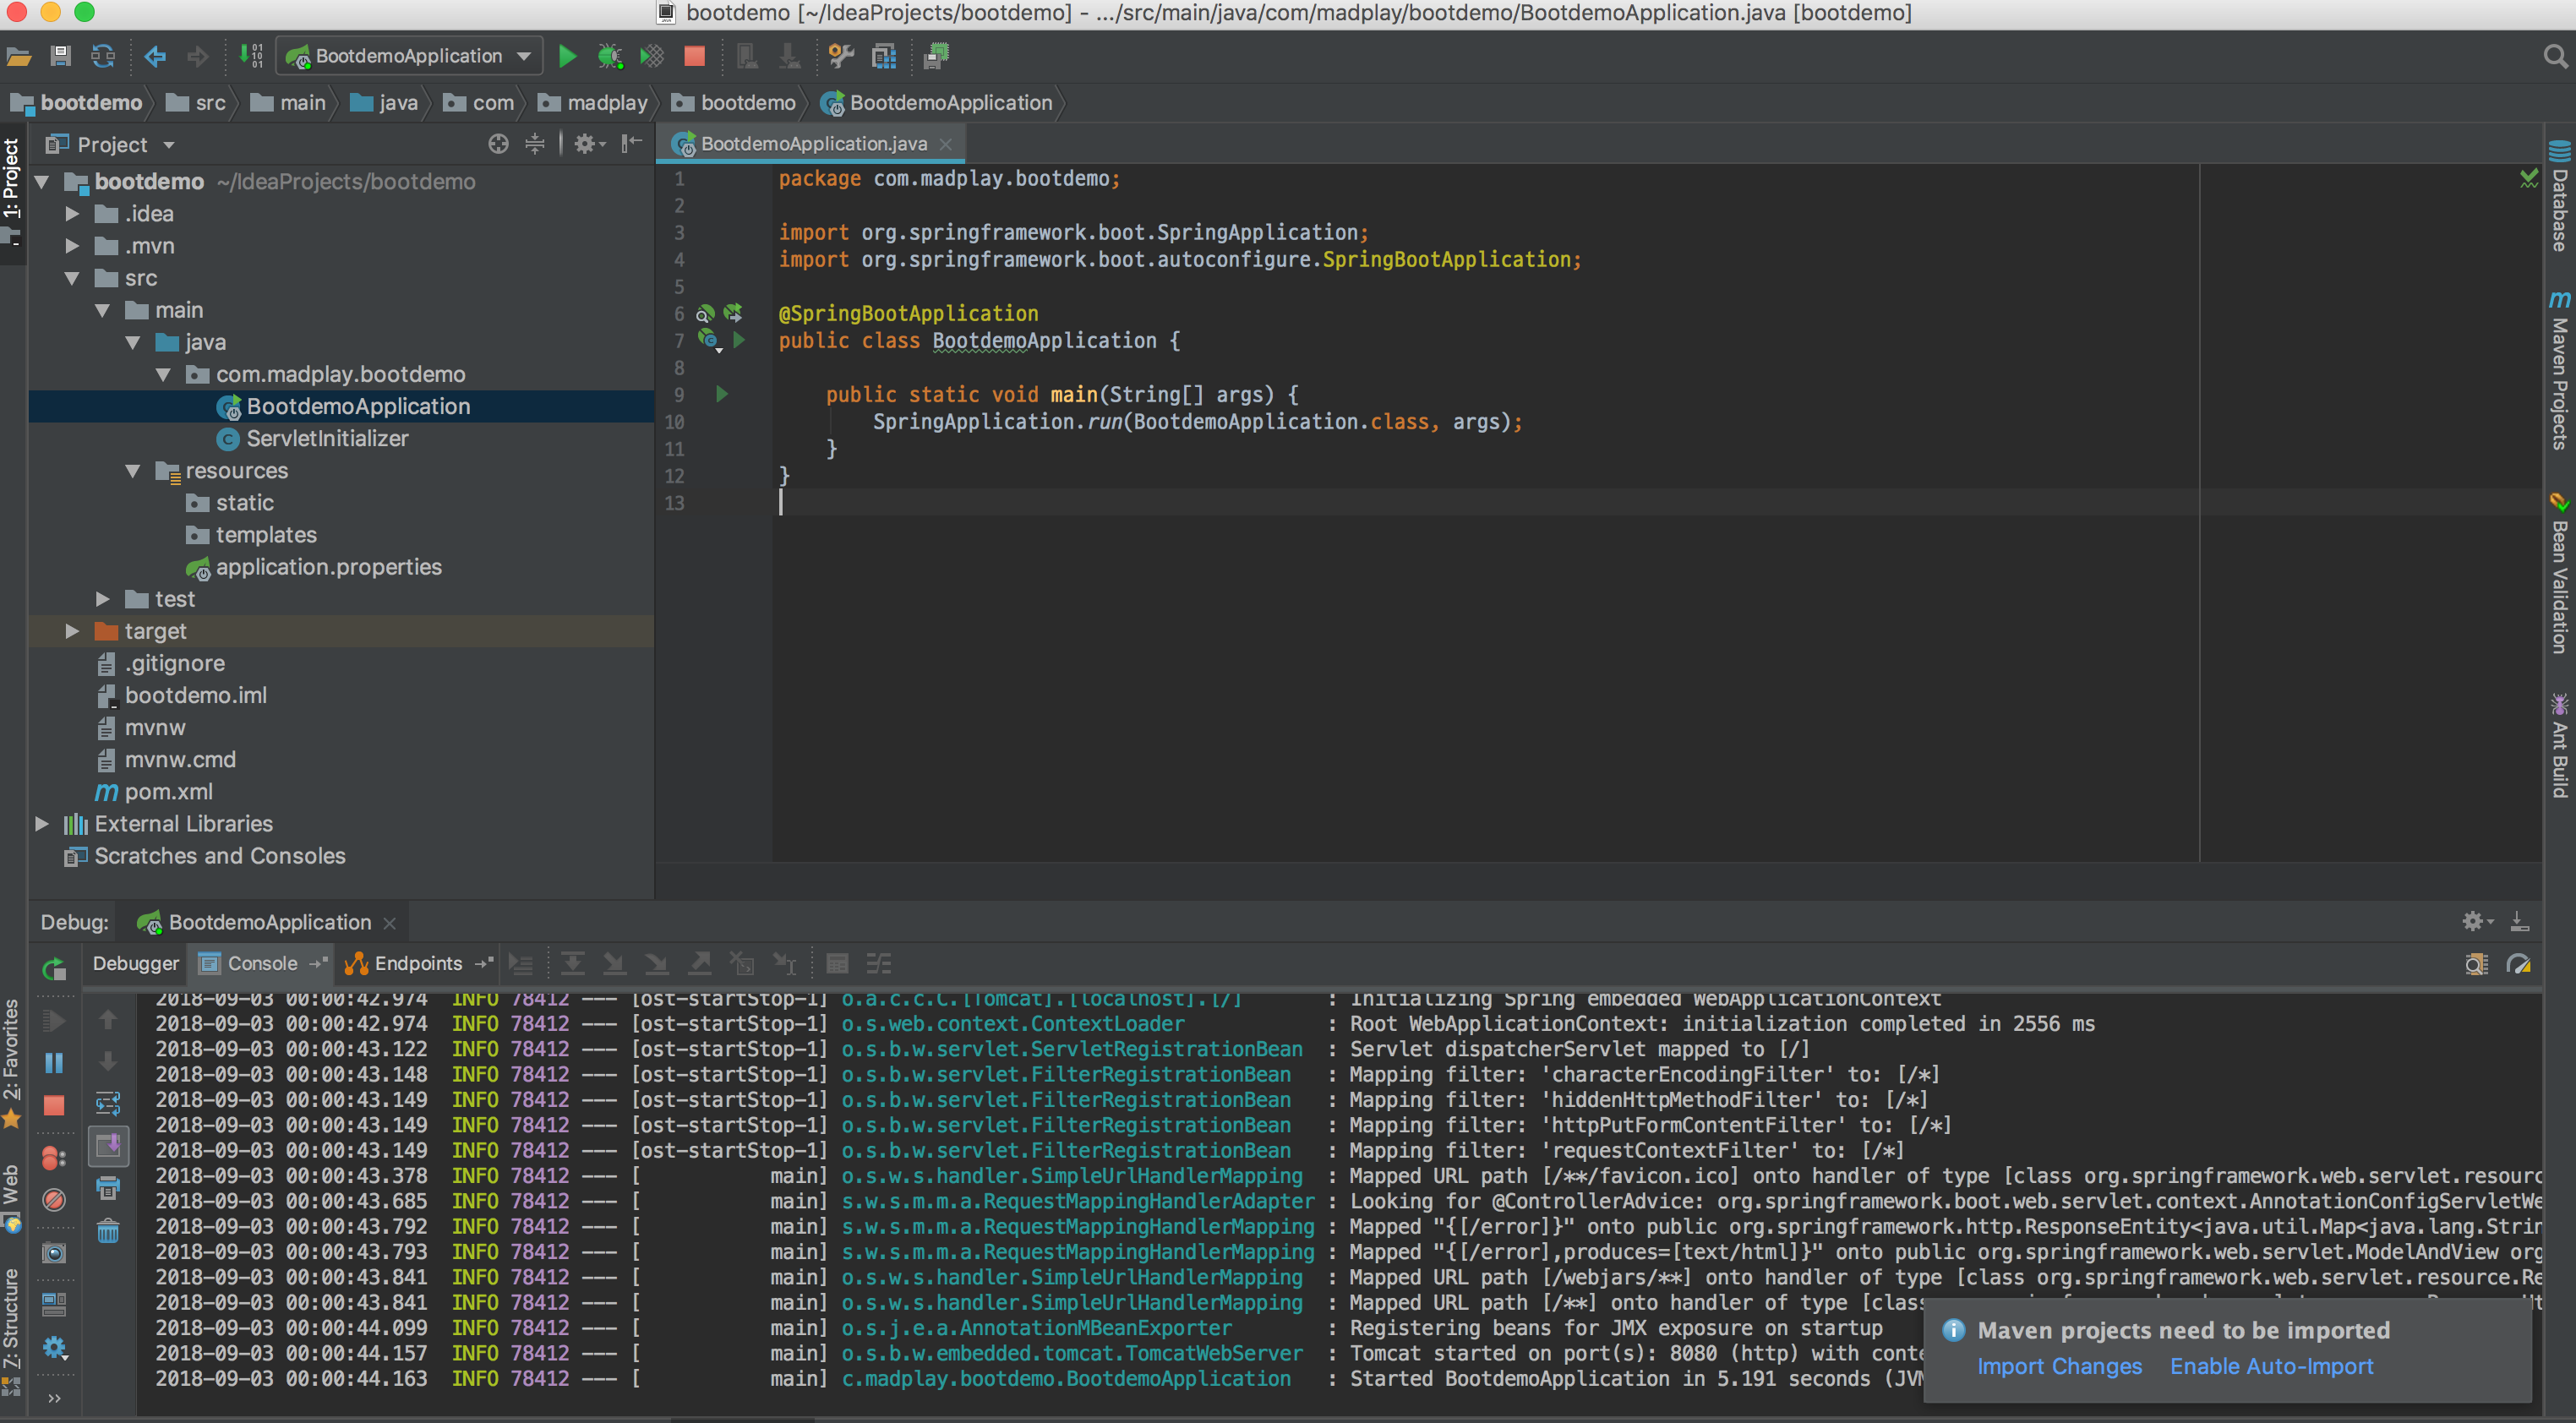 bootdemo [~/IdeaProjects/bootdemo] - .../src/main/java/com/madplay/bootdemo/BootdemoApplication.java [bootdemo]
BootdemoApplication
bootdemo src main java com madplay bootdemo BootdemoApplication
1: Project
Project
BootdemoApplication.java
bootdemo ~/IdeaProjects/bootdemo
.idea
.mvn
src
main
java
com.madplay.bootdemo
BootdemoApplication
ServletInitializer
resources
static
templates
application.properties
test
target
.gitignore
bootdemo.iml
mvnw
mvnw.cmd
pom.xml
External Libraries
Scratches and Consoles
1 package com.madplay.bootdemo;
2
3 import org.springframework.boot.SpringApplication;
4 import org.springframework.boot.autoconfigure.SpringBootApplication;
5
6 @SpringBootApplication
7 public class BootdemoApplication {
8
9 public static void main(String[] args) {
10 SpringApplication.run(BootdemoApplication.class, args);
11 }
12 }
13
Database
Maven Projects
Bean Validation
Ant Build
2: Favorites
Web
7: Structure
Debug: BootdemoApplication
Debugger Console Endpoints
2018-09-03 00:00:42.974 INFO 78412 --- [ost-startStop-1] o.a.c.c.C.[Tomcat].[localhost].[/] : Initializing Spring embedded WebApplicationContext
2018-09-03 00:00:42.974 INFO 78412 --- [ost-startStop-1] o.s.web.context.ContextLoader : Root WebApplicationContext: initialization completed in 2556 ms
2018-09-03 00:00:43.122 INFO 78412 --- [ost-startStop-1] o.s.b.w.servlet.ServletRegistrationBean : Servlet dispatcherServlet mapped to [/]
2018-09-03 00:00:43.148 INFO 78412 --- [ost-startStop-1] o.s.b.w.servlet.FilterRegistrationBean : Mapping filter: 'characterEncodingFilter' to: [/*]
2018-09-03 00:00:43.149 INFO 78412 --- [ost-startStop-1] o.s.b.w.servlet.FilterRegistrationBean : Mapping filter: 'hiddenHttpMethodFilter' to: [/*]
2018-09-03 00:00:43.149 INFO 78412 --- [ost-startStop-1] o.s.b.w.servlet.FilterRegistrationBean : Mapping filter: 'httpPutFormContentFilter' to: [/*]
2018-09-03 00:00:43.149 INFO 78412 --- [ost-startStop-1] o.s.b.w.servlet.FilterRegistrationBean : Mapping filter: 'requestContextFilter' to: [/*]
2018-09-03 00:00:43.378 INFO 78412 --- [ main] o.s.w.s.handler.SimpleUrlHandlerMapping : Mapped URL path [/**/favicon.ico] onto handler of type [class org.springframework.web.servlet.resourc
2018-09-03 00:00:43.685 INFO 78412 --- [ main] s.w.s.m.m.a.RequestMappingHandlerAdapter : Looking for @ControllerAdvice: org.springframework.boot.web.servlet.context.AnnotationConfigServletWe
2018-09-03 00:00:43.792 INFO 78412 --- [ main] s.w.s.m.m.a.RequestMappingHandlerMapping : Mapped "{[/error]}" onto public org.springframework.http.ResponseEntity<java.util.Map<java.lang.Strin
2018-09-03 00:00:43.793 INFO 78412 --- [ main] s.w.s.m.m.a.RequestMappingHandlerMapping : Mapped "{[/error],produces=[text/html]}" onto public org.springframework.web.servlet.ModelAndView org
2018-09-03 00:00:43.841 INFO 78412 --- [ main] o.s.w.s.handler.SimpleUrlHandlerMapping : Mapped URL path [/webjars/**] onto handler of type [class org.springframework.web.servlet.resource.Re
2018-09-03 00:00:43.841 INFO 78412 --- [ main] o.s.w.s.handler.SimpleUrlHandlerMapping : Mapped URL path [/**] onto handler of type [clas
2018-09-03 00:00:44.099 INFO 78412 --- [ main] o.s.j.e.a.AnnotationMBeanExporter : Registering beans for JMX exposure on startup
2018-09-03 00:00:44.157 INFO 78412 --- [ main] o.s.b.w.embedded.tomcat.TomcatWebServer : Tomcat started on port(s): 8080 (http) with conte
2018-09-03 00:00:44.163 INFO 78412 --- [ main] c.madplay.bootdemo.BootdemoApplication : Started BootdemoApplication in 5.191 seconds (JVM
Maven projects need to be imported
Import Changes Enable Auto-Import